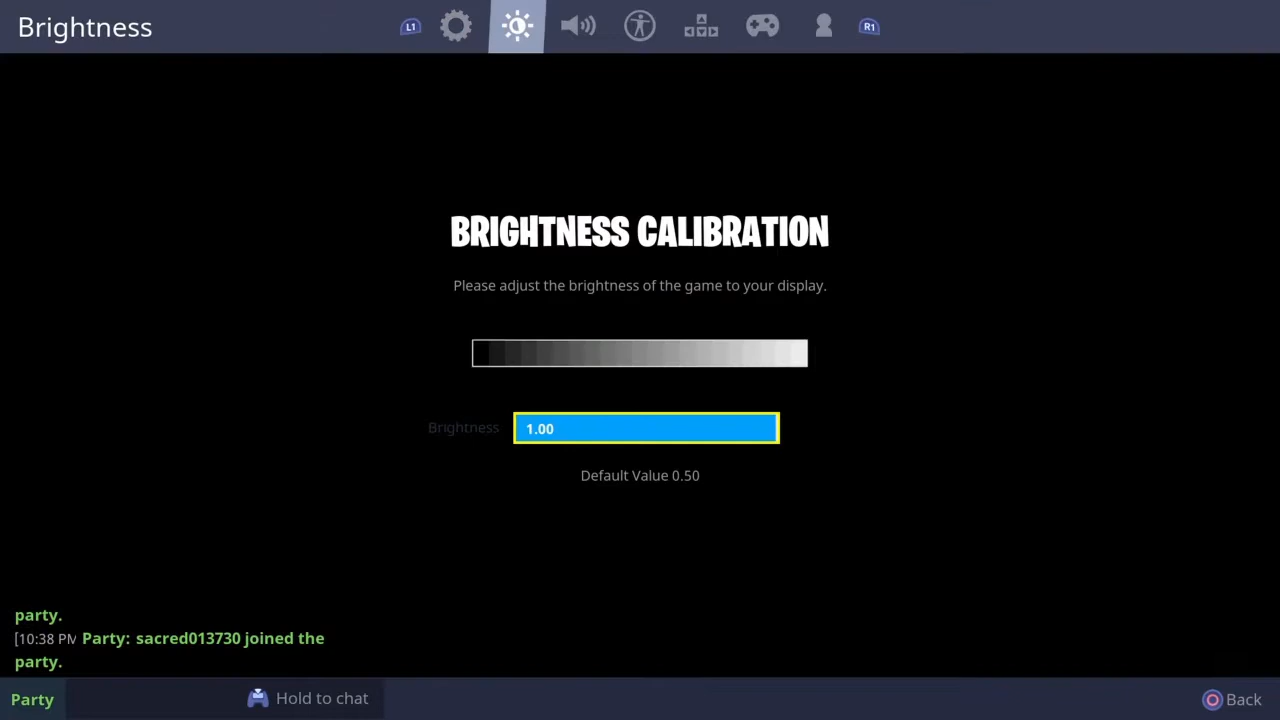 Brightness
L1
R1
BRIGHTNESS CALIBRATION
Please adjust the brightness of the game to your display.
Brightness
1.00
Default Value 0.50
party.
[10:38 PM Party: sacred013730 joined the
party.
Party
Hold to chat
Back